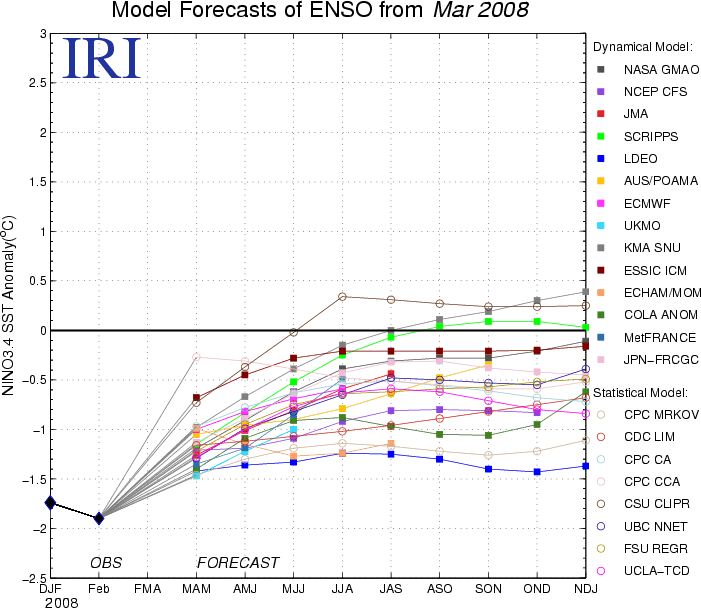 Model Forecasts of ENSO from Mar 2008
IRI
NINO3.4 SST Anomaly(°C)
3
2.5
2
1.5
1
0.5
0
−0.5
−1
−1.5
−2
−2.5
OBS
FORECAST
DJF Feb FMA MAM AMJ MJJ JJA JAS ASO SON OND NDJ
2008
Dynamical Model:
NASA GMAO
NCEP CFS
JMA
SCRIPPS
LDEO
AUS/POAMA
ECMWF
UKMO
KMA SNU
ESSIC ICM
ECHAM/MOM
COLA ANOM
MetFRANCE
JPN−FRCGC
Statistical Model:
CPC MRKOV
CDC LIM
CPC CA
CPC CCA
CSU CLIPR
UBC NNET
FSU REGR
UCLA−TCD